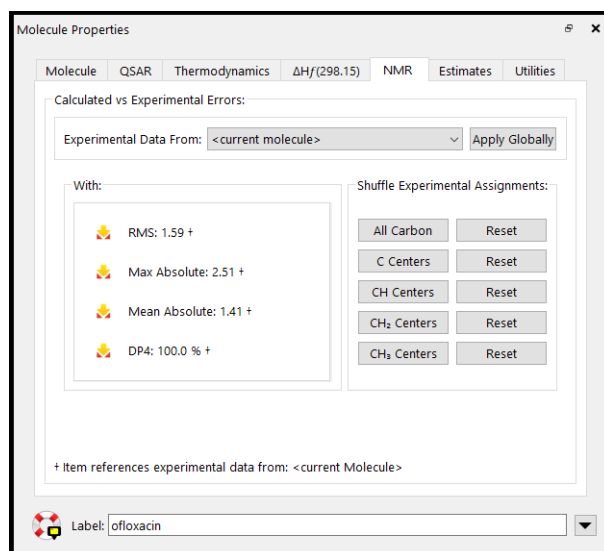 Molecule Properties
Molecule QSAR Thermodynamics ΔHƒ(298.15) NMR Estimates Utilities
Calculated vs Experimental Errors:
Experimental Data From: <current molecule> Apply Globally
With:
RMS: 1.59 †
Max Absolute: 2.51 †
Mean Absolute: 1.41 †
DP4: 100.0 % †
Shuffle Experimental Assignments:
All Carbon Reset
C Centers Reset
CH Centers Reset
CH₂ Centers Reset
CH₃ Centers Reset
† Item references experimental data from: <current Molecule>
Label: ofloxacin